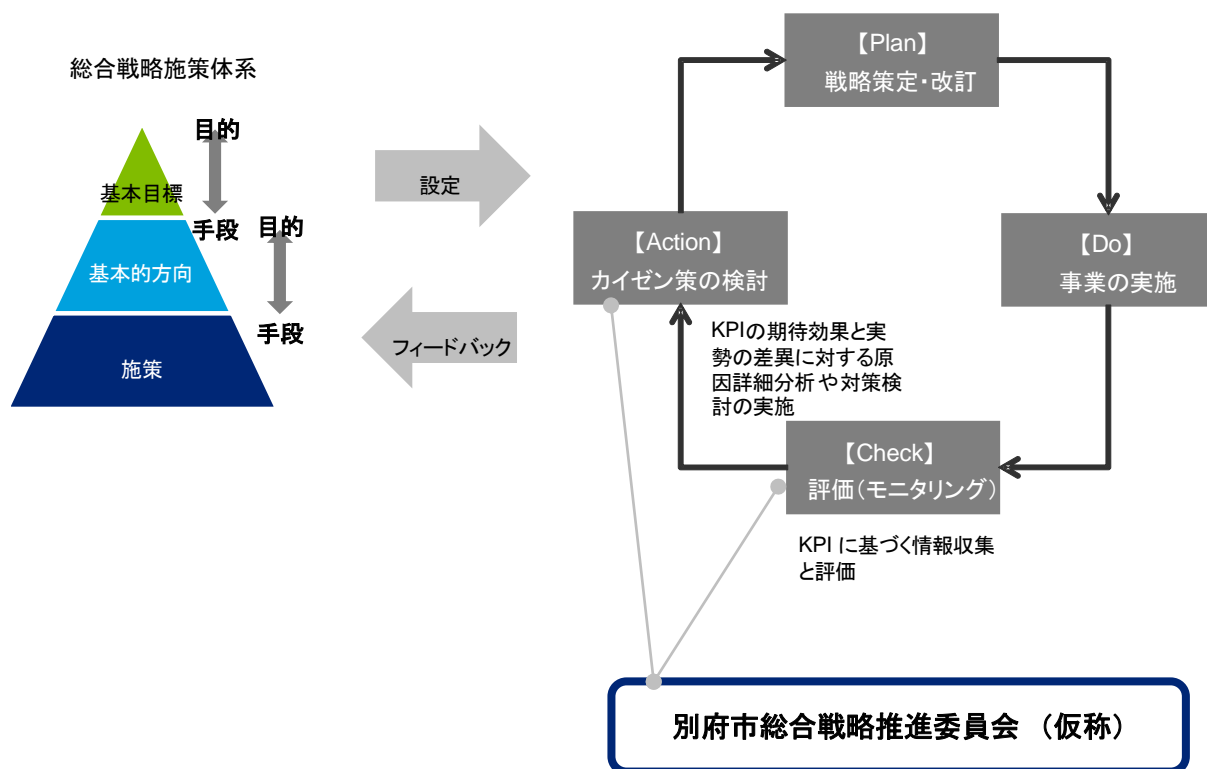 総合戦略施策体系
目的
基本目標
手段
目的
基本的方向
手段
施策
設定
フィードバック
【Plan】
戦略策定・改訂
【Do】
事業の実施
【Action】
カイゼン策の検討
KPIの期待効果と実
勢の差異に対する原
因詳細分析や対策検
討の実施
【Check】
評価（モニタリング）
KPI に基づく情報収集
と評価
別府市総合戦略推進委員会 （仮称）